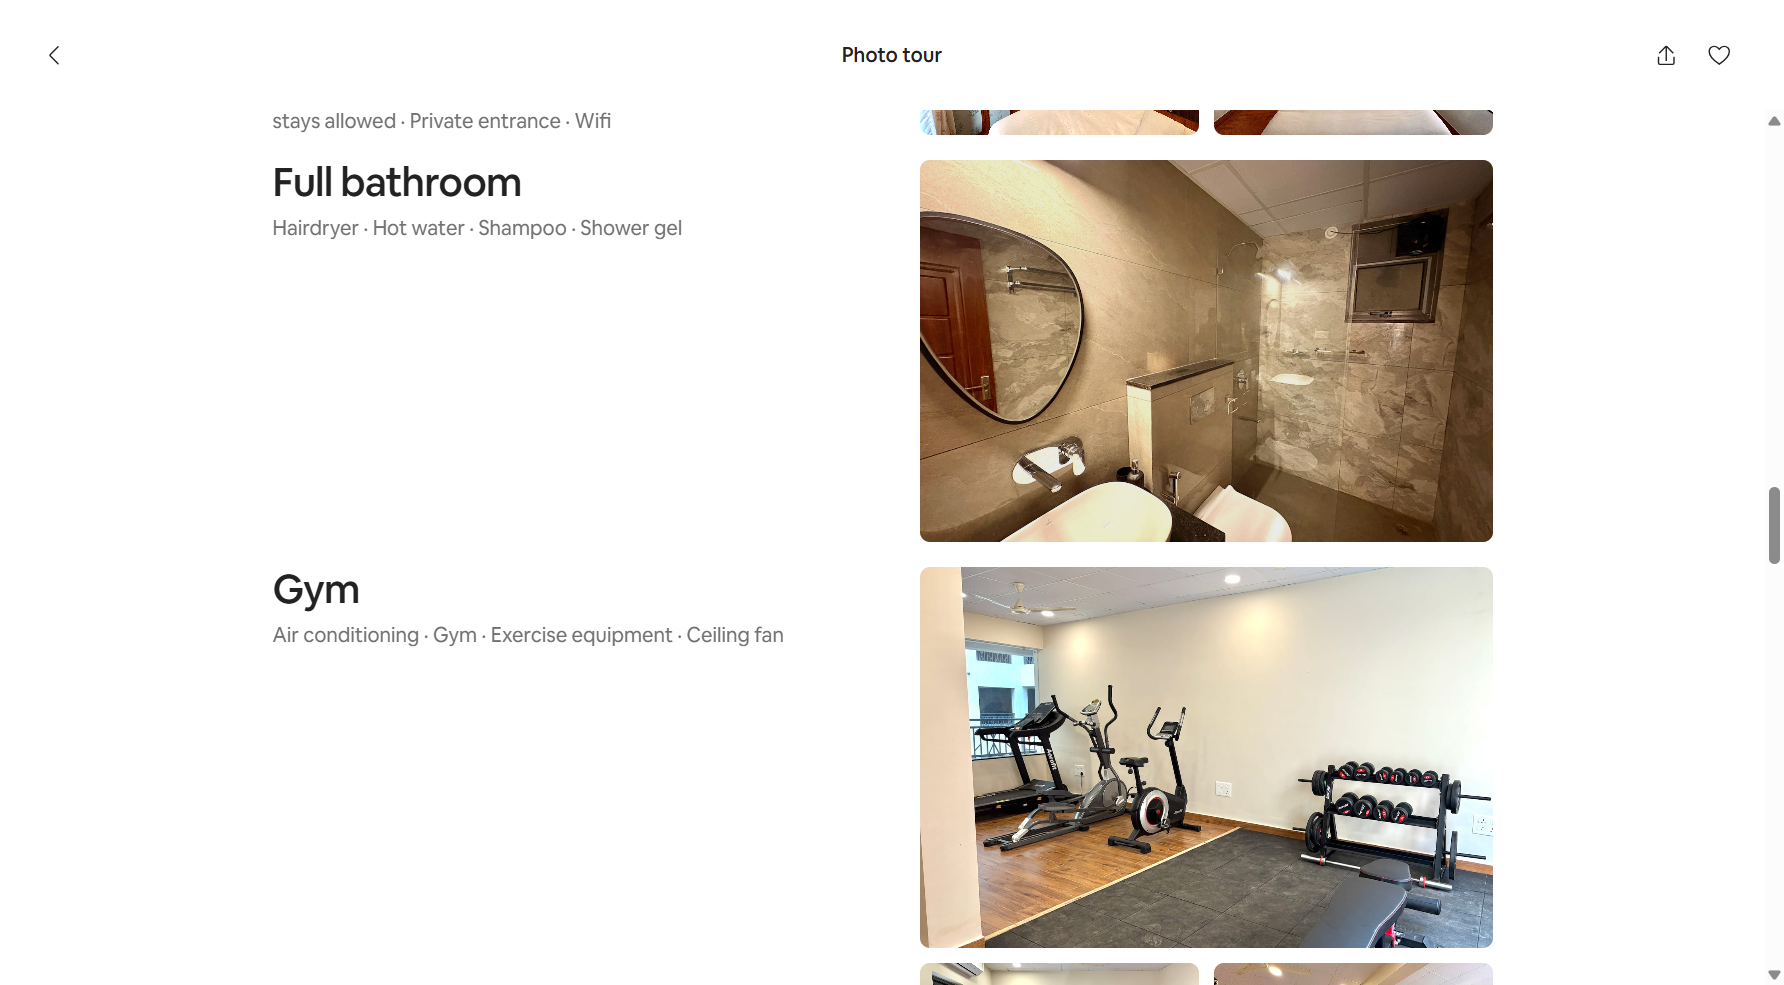 Photo tour
stays allowed · Private entrance · Wifi
Full bathroom
Hairdryer · Hot water · Shampoo · Shower gel
Gym
Air conditioning · Gym · Exercise equipment · Ceiling fan